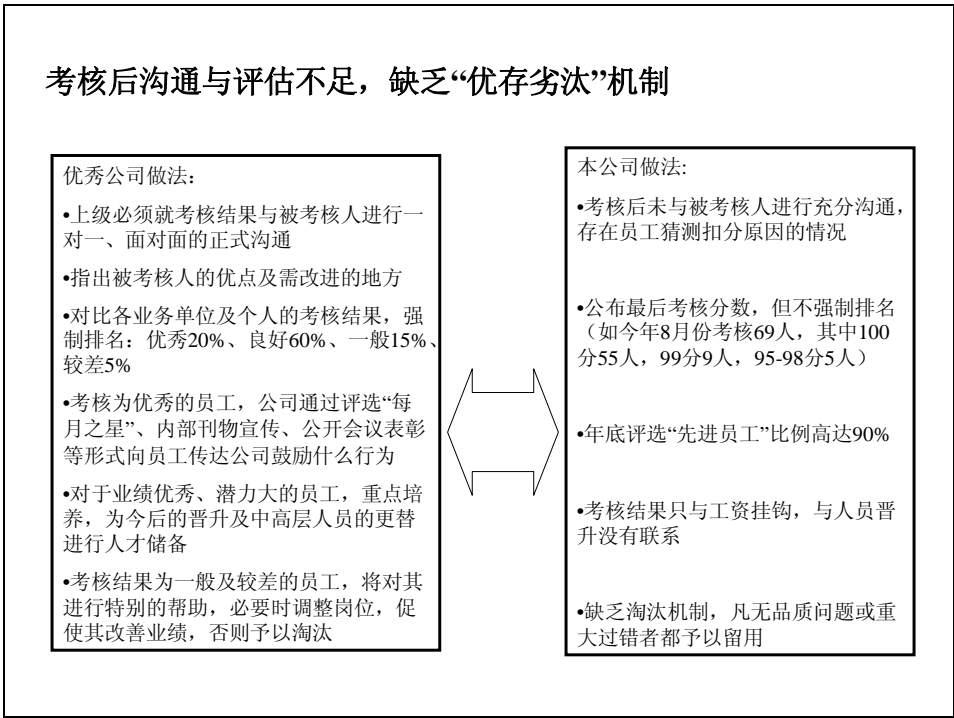 考核后沟通与评估不足，缺乏“优存劣汰”机制
优秀公司做法：
•上级必须就考核结果与被考核人进行一
对一、面对面的正式沟通
•指出被考核人的优点及需改进的地方
•对比各业务单位及个人的考核结果，强
制排名：优秀20%、良好60%、一般15%、
较差5%
•考核为优秀的员工，公司通过评选“每
月之星”、内部刊物宣传、公开会议表彰
等形式向员工传达公司鼓励什么行为
•对于业绩优秀、潜力大的员工，重点培
养，为今后的晋升及中高层人员的更替
进行人才储备
•考核结果为一般及较差的员工，将对其
进行特别的帮助，必要时调整岗位，促
使其改善业绩，否则予以淘汰
本公司做法:
•考核后未与被考核人进行充分沟通，
存在员工猜测扣分原因的情况
•公布最后考核分数，但不强制排名
（如今年8月份考核69人，其中100
分55人，99分9人，95-98分5人）
•年底评选“先进员工”比例高达90%
•考核结果只与工资挂钩，与人员晋
升没有联系
•缺乏淘汰机制，凡无品质问题或重
大过错者都予以留用